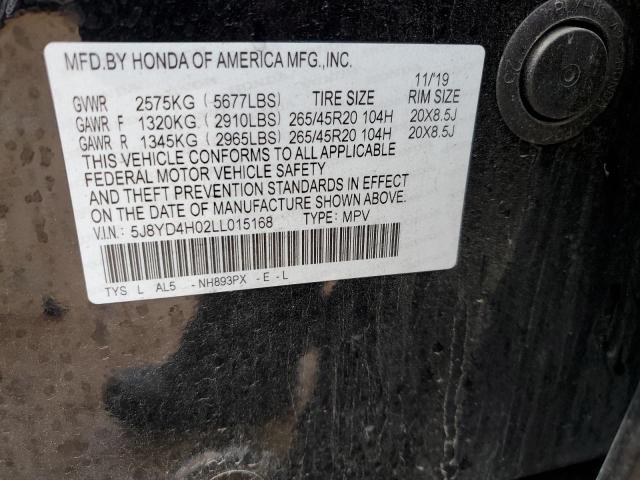 MFD.BY HONDA OF AMERICA MFG.,INC.
11/19
GVWR 2575KG ( 5677LBS) TIRE SIZE RIM SIZE
GAWR F 1320KG ( 2910LBS) 265/45R20 104H 20X8.5J
GAWR R 1345KG ( 2965LBS) 265/45R20 104H 20X8.5J
THIS VEHICLE CONFORMS TO ALL APPLICABLE
FEDERAL MOTOR VEHICLE SAFETY
AND THEFT PREVENTION STANDARDS IN EFFECT
ON THE DATE OF MANUFACTURE SHOWN ABOVE.
V.I.N.: 5J8YD4H02LL015168 TYPE: MPV
TYS L AL5 -NH893PX -E -L